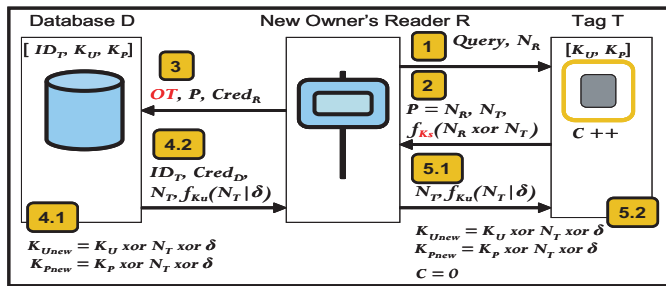 Database D
New Owner's Reader R
Tag T
[ ID_T, K_U, K_P]
[K_U, K_P]
1
Query, N_R
2
P = N_R, N_T,
f_Ks(N_R xor N_T)
C ++
3
OT, P, Cred_R
4.2
ID_T, Cred_D,
N_T, f_Ku(N_T|δ)
4.1
K_Unew = K_U xor N_T xor δ
K_Pnew = K_P xor N_T xor δ
5.1
N_T, f_Ku(N_T|δ)
5.2
K_Unew = K_U xor N_T xor δ
K_Pnew = K_P xor N_T xor δ
C = 0